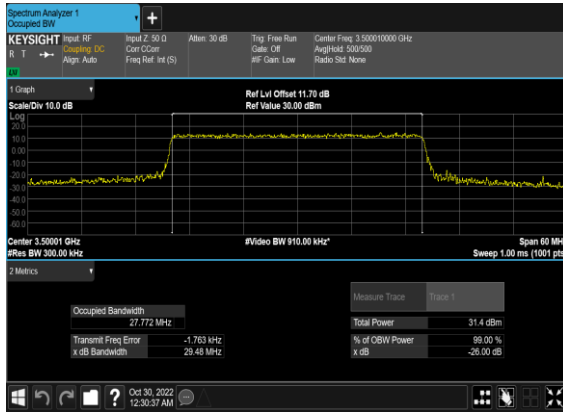 Spectrum Analyzer 1
Occupied BW
+
KEYSIGHT Input: RF Input Z: 50 Ω Atten: 30 dB Trig: Free Run Center Freq: 3.500010000 GHz
R T Coupling: DC Corr CCorr Gate: Off Avg|Hold: 500/500
Align: Auto Freq Ref: Int (S) #IF Gain: Low Radio Std: None
LU
1 Graph Ref Lvl Offset 11.70 dB
Scale/Div 10.0 dB Ref Value 30.00 dBm
Log
20.0
10.0
0.00
-10.0
-20.0
-30.0
-40.0
-50.0
-60.0
Center 3.50001 GHz #Video BW 910.00 kHz* Span 60 MH
#Res BW 300.00 kHz Sweep 1.00 ms (1001 pts
2 Metrics
Measure Trace Trace 1
Occupied Bandwidth
27.772 MHz Total Power 31.4 dBm
Transmit Freq Error -1.763 kHz % of OBW Power 99.00 %
x dB Bandwidth 29.48 MHz x dB -26.00 dB
? Oct 30, 2022
12:30:37 AM